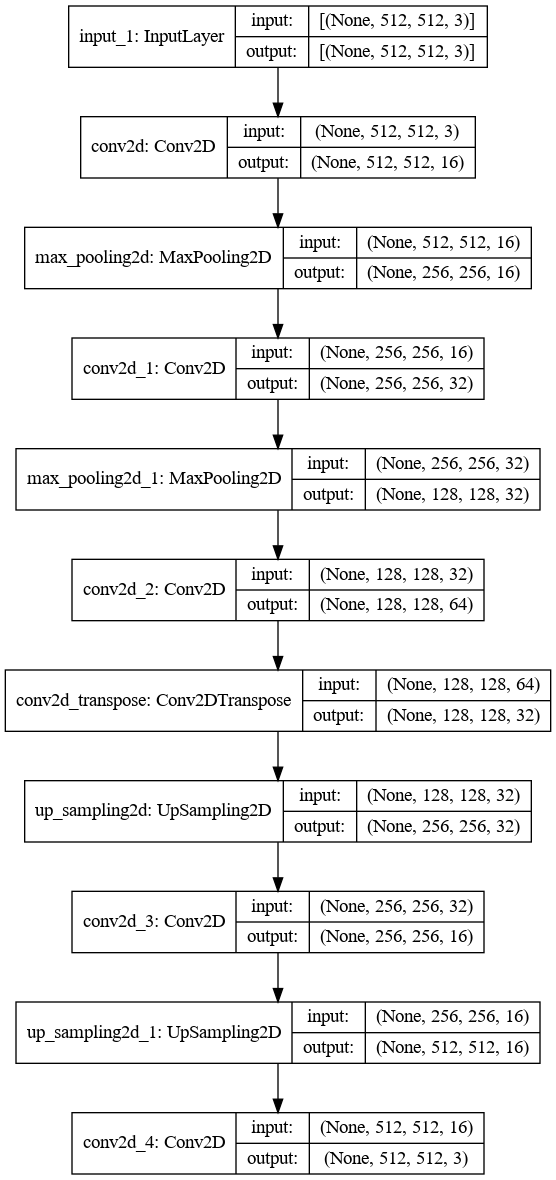 input_1: InputLayer
input: [(None, 512, 512, 3)]
output: [(None, 512, 512, 3)]
conv2d: Conv2D
input: (None, 512, 512, 3)
output: (None, 512, 512, 16)
max_pooling2d: MaxPooling2D
input: (None, 512, 512, 16)
output: (None, 256, 256, 16)
conv2d_1: Conv2D
input: (None, 256, 256, 16)
output: (None, 256, 256, 32)
max_pooling2d_1: MaxPooling2D
input: (None, 256, 256, 32)
output: (None, 128, 128, 32)
conv2d_2: Conv2D
input: (None, 128, 128, 32)
output: (None, 128, 128, 64)
conv2d_transpose: Conv2DTranspose
input: (None, 128, 128, 64)
output: (None, 128, 128, 32)
up_sampling2d: UpSampling2D
input: (None, 128, 128, 32)
output: (None, 256, 256, 32)
conv2d_3: Conv2D
input: (None, 256, 256, 32)
output: (None, 256, 256, 16)
up_sampling2d_1: UpSampling2D
input: (None, 256, 256, 16)
output: (None, 512, 512, 16)
conv2d_4: Conv2D
input: (None, 512, 512, 16)
output: (None, 512, 512, 3)